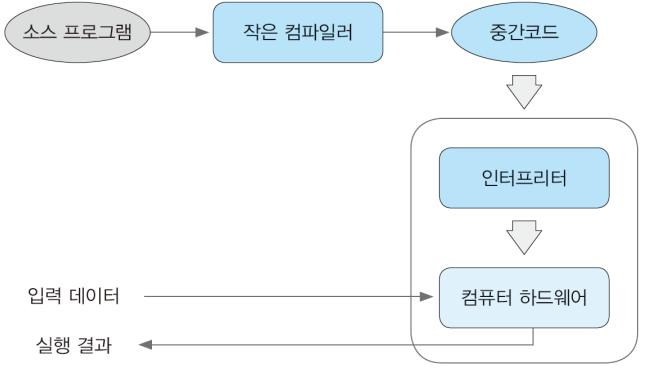 소스 프로그램
작은 컴파일러
중간코드
인터프리터
입력 데이터
컴퓨터 하드웨어
실행 결과